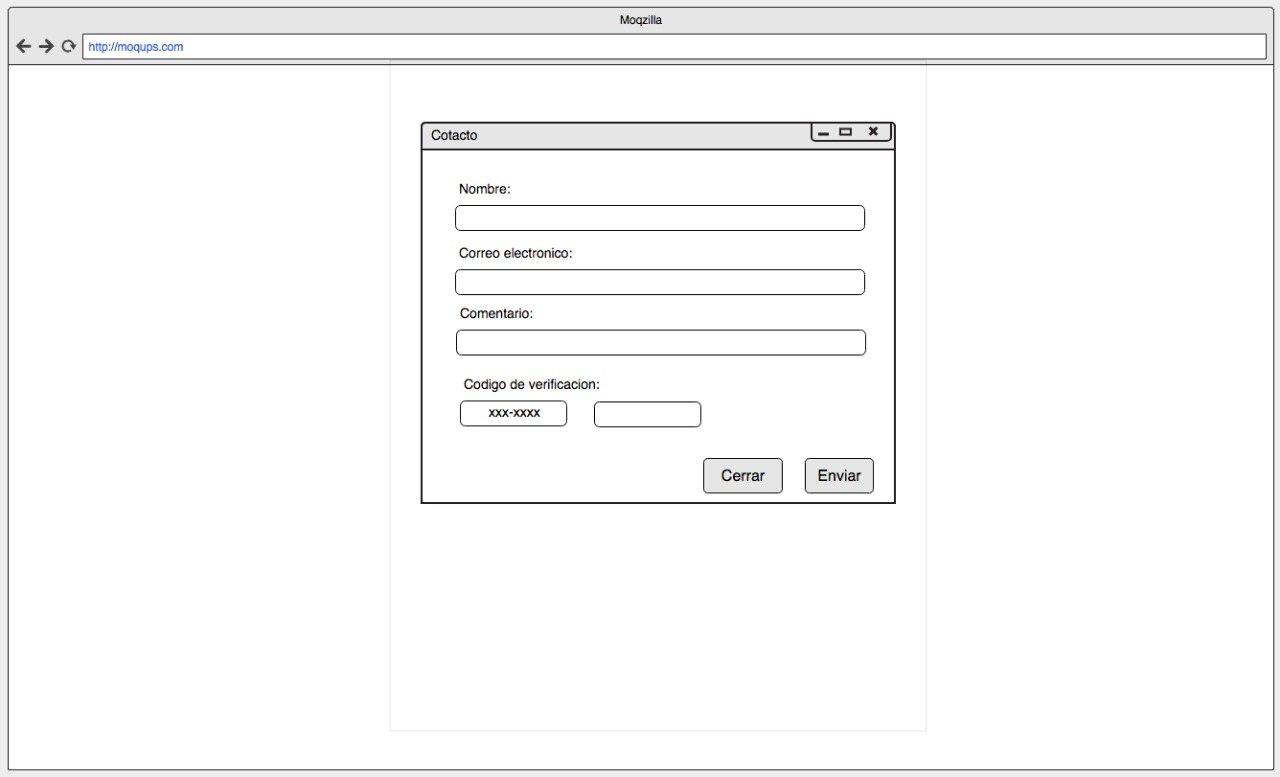 Moqzilla
http://moqups.com
Cotacto
Nombre:
Correo electronico:
Comentario:
Codigo de verificacion:
xxx-xxxx
Cerrar Enviar